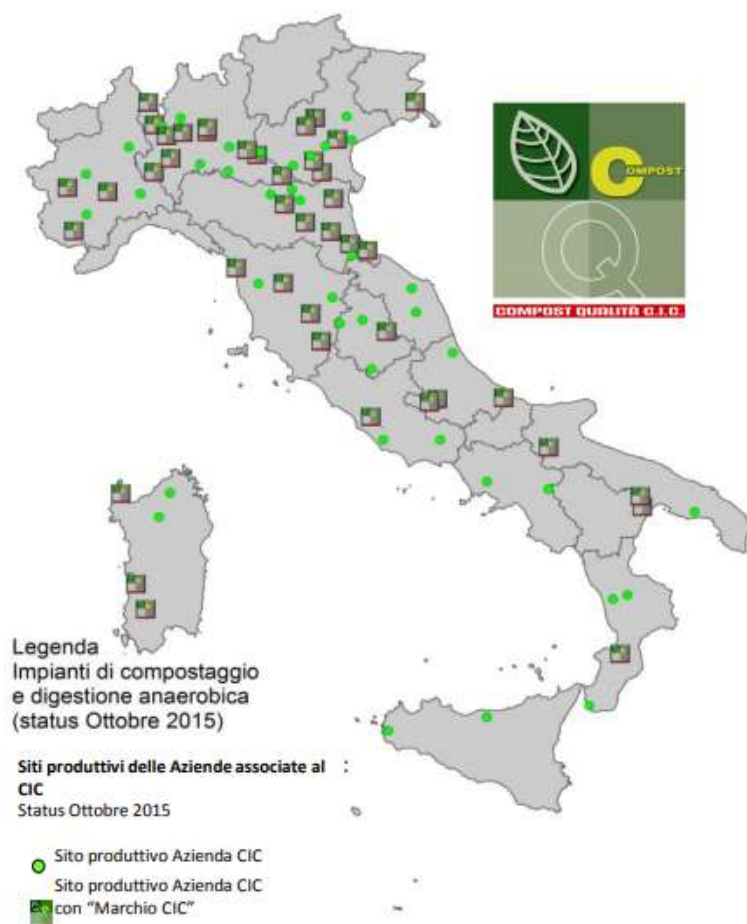 COMPOST
COMPOST QUALITÀ C.I.C.
Legenda
Impianti di compostaggio
e digestione anaerobica
(status Ottobre 2015)
Siti produttivi delle Aziende associate al :
CIC
Status Ottobre 2015
Sito produttivo Azienda CIC
Sito produttivo Azienda CIC
con “Marchio CIC”